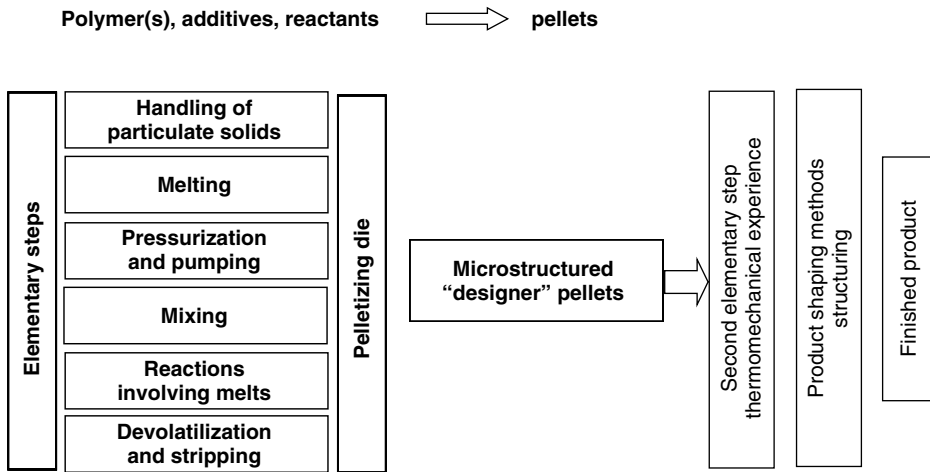 Polymer(s), additives, reactants
pellets
Elementary steps
Handling of
particulate solids
Melting
Pressurization
and pumping
Mixing
Reactions
involving melts
Devolatilization
and stripping
Pelletizing die
Microstructured
“designer” pellets
Second elementary step
thermomechanical experience
Product shaping methods
structuring
Finished product